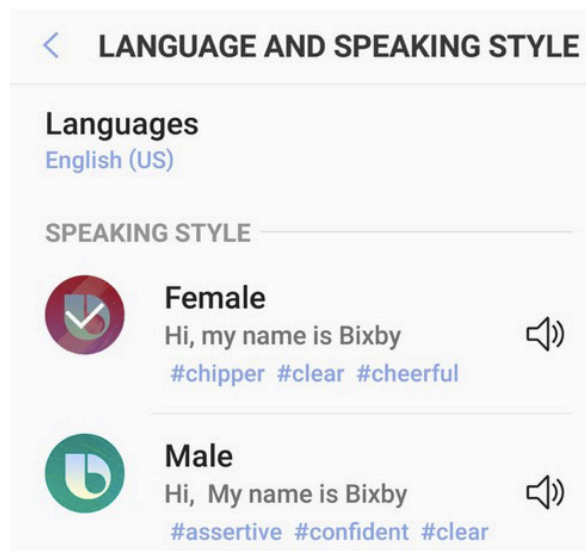 LANGUAGE AND SPEAKING STYLE
Languages
English (US)
SPEAKING STYLE
Female
Hi, my name is Bixby
#chipper #clear #cheerful
Male
Hi, My name is Bixby
#assertive #confident #clear